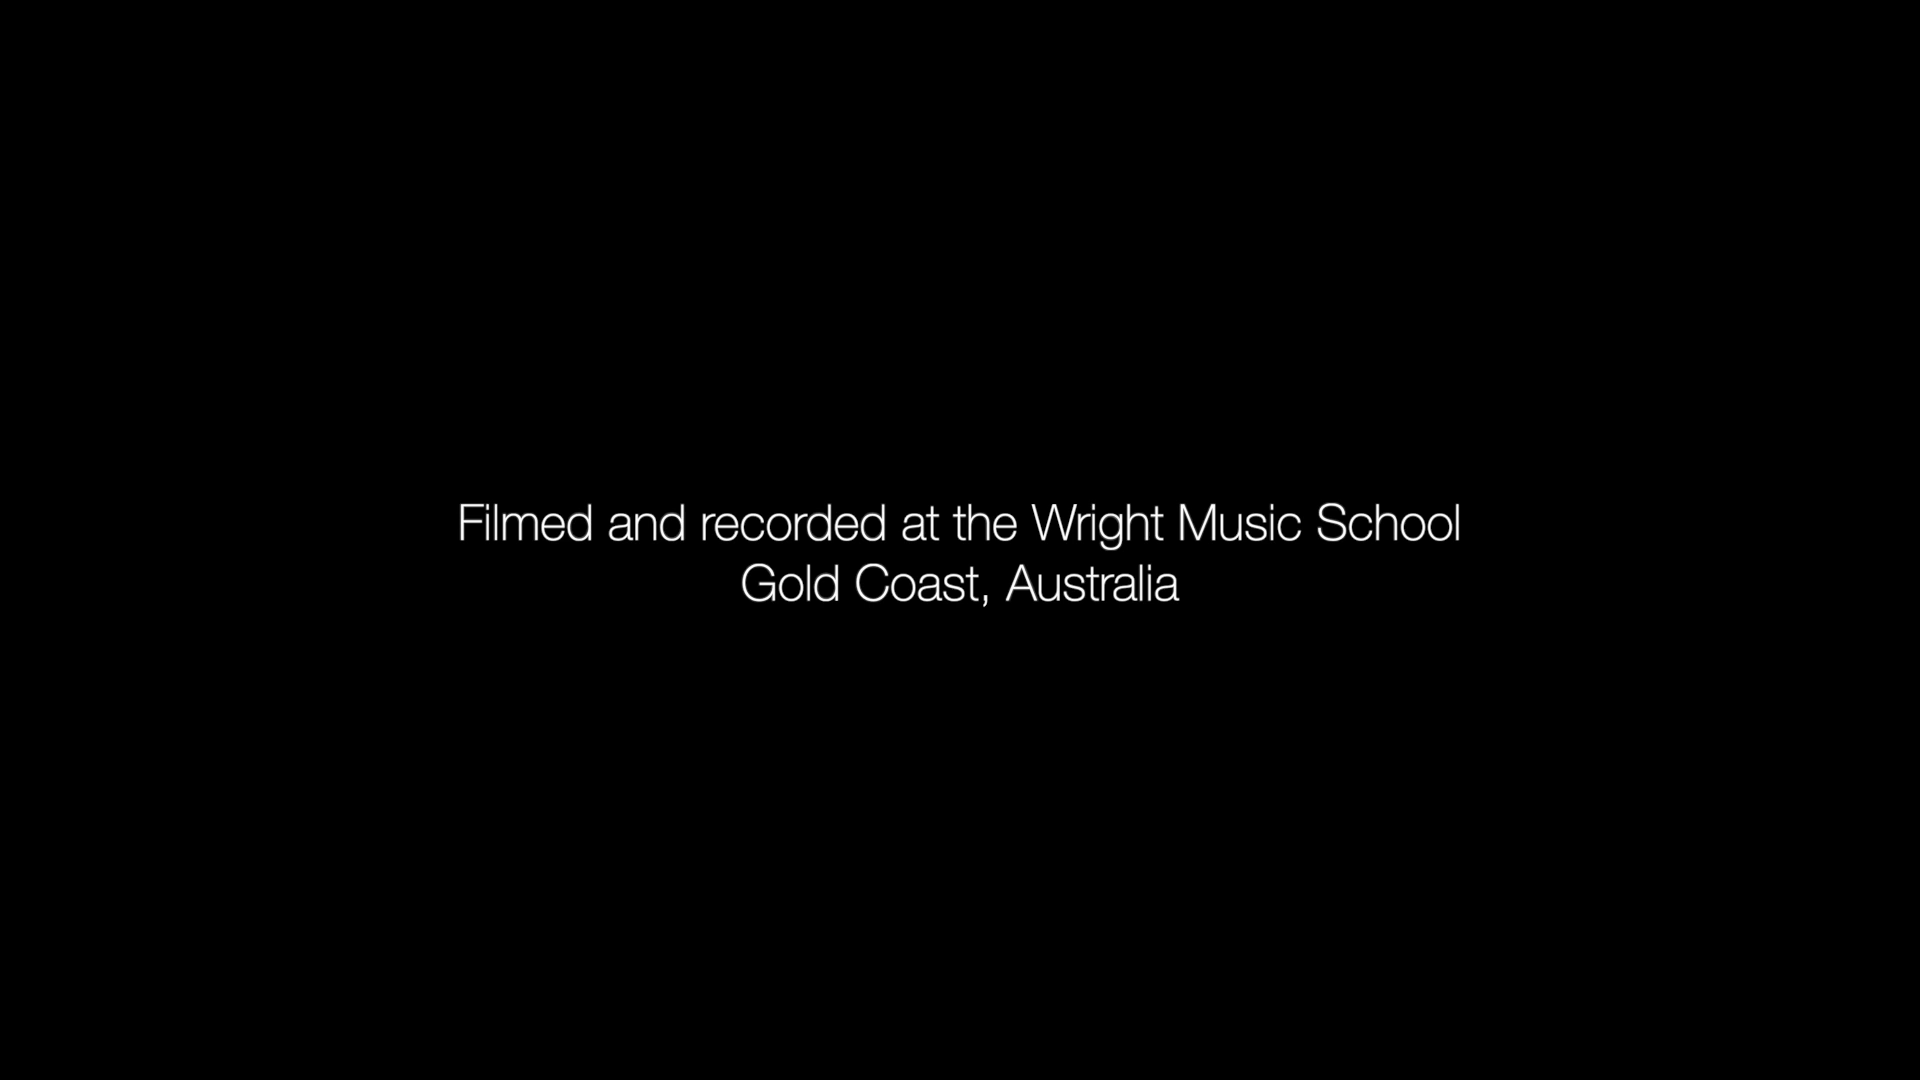 Filmed and recorded at the Wright Music School
Gold Coast, Australia